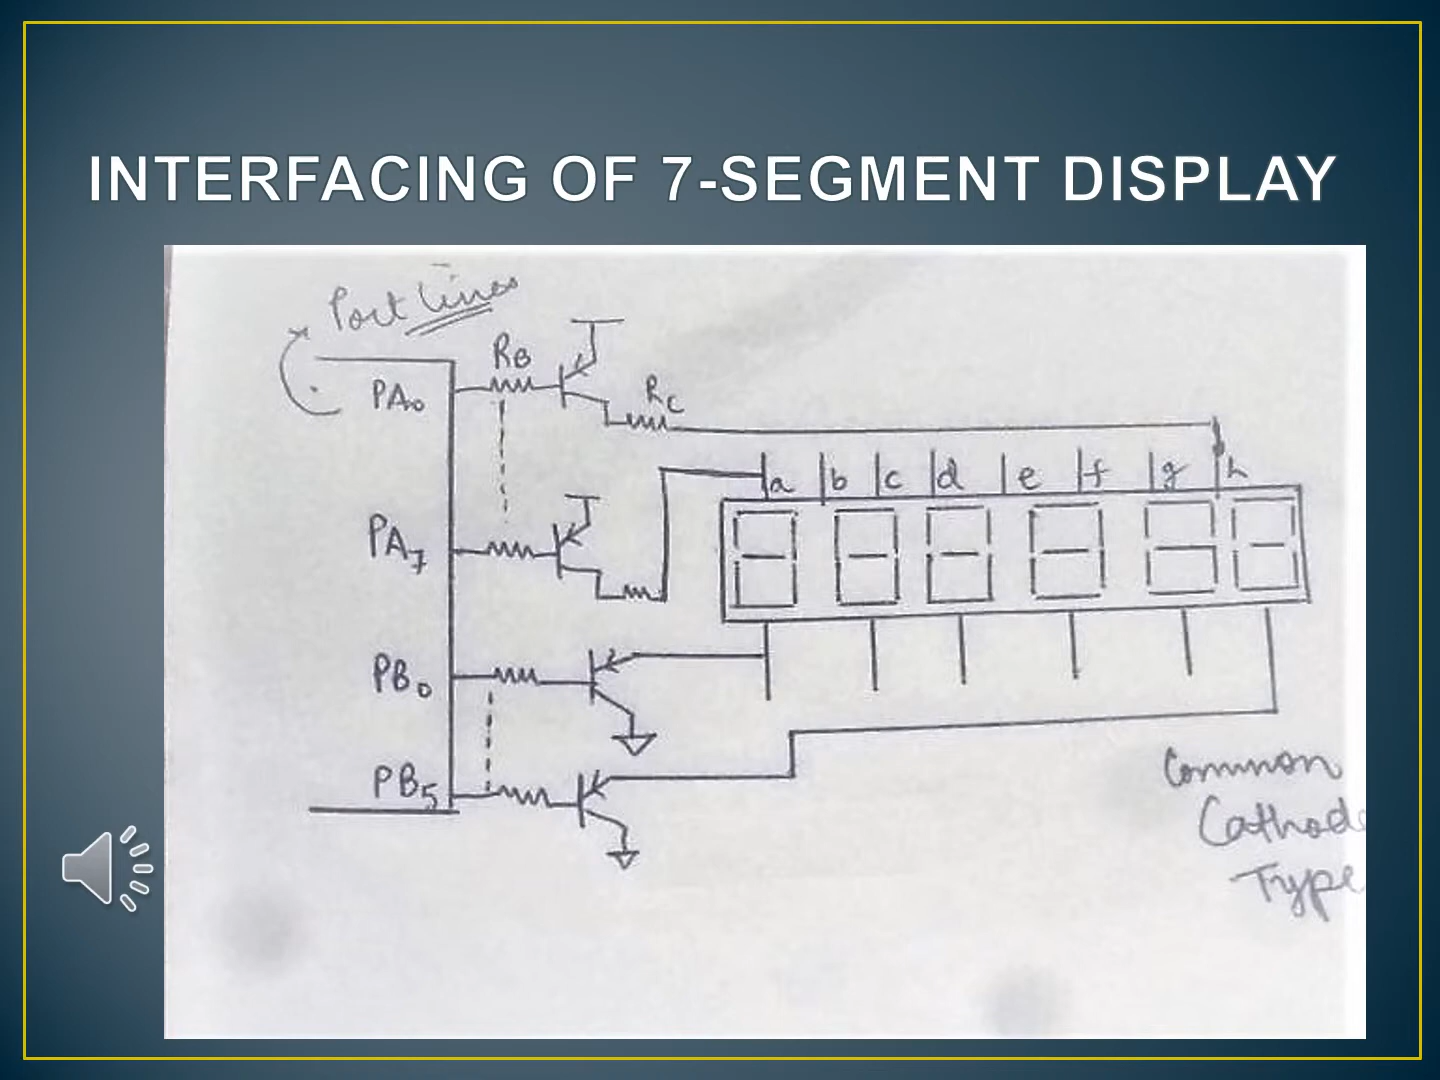 INTERFACING OF 7-SEGMENT DISPLAY
Port Lines
RB
PA0
RC
a b c d e f g h
PA7
PB0
PB5
Common
Cathode
Type